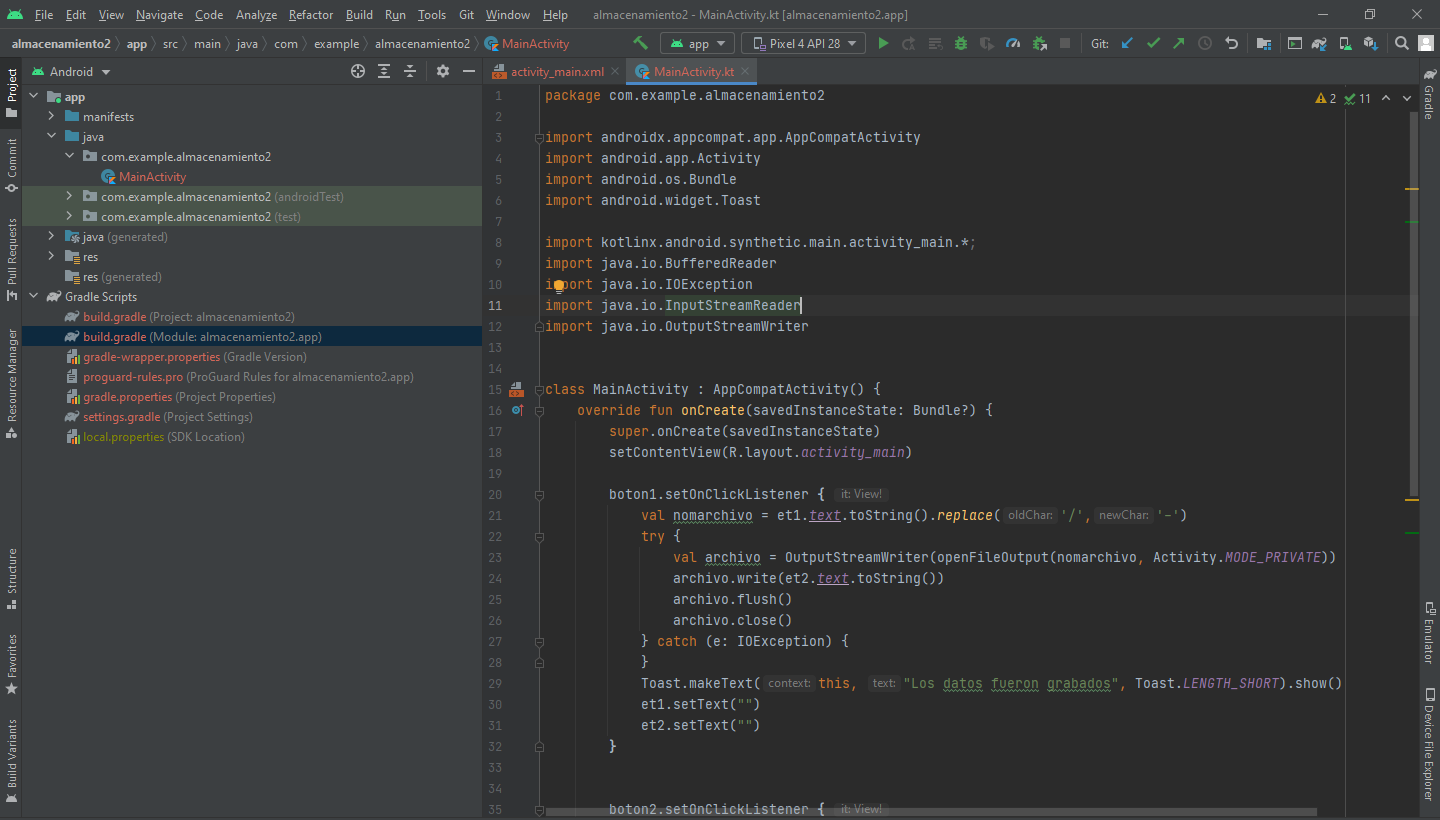 File Edit View Navigate Code Analyze Refactor Build Run Tools Git Window Help almacenamiento2 - MainActivity.kt [almacenamiento2.app]
almacenamiento2 app src main java com example almacenamiento2 MainActivity app Pixel 4 API 28 Git:
Android
activity_main.xml MainActivity.kt
Project
Commit
Pull Requests
Resource Manager
Structure
Favorites
Build Variants
app
manifests
java
com.example.almacenamiento2
MainActivity
com.example.almacenamiento2 (androidTest)
com.example.almacenamiento2 (test)
java (generated)
res
res (generated)
Gradle Scripts
build.gradle (Project: almacenamiento2)
build.gradle (Module: almacenamiento2.app)
gradle-wrapper.properties (Gradle Version)
proguard-rules.pro (ProGuard Rules for almacenamiento2.app)
gradle.properties (Project Properties)
settings.gradle (Project Settings)
local.properties (SDK Location)
2 11
1 package com.example.almacenamiento2
2
3 import androidx.appcompat.app.AppCompatActivity
4 import android.app.Activity
5 import android.os.Bundle
6 import android.widget.Toast
7
8 import kotlinx.android.synthetic.main.activity_main.*;
9 import java.io.BufferedReader
10 import java.io.IOException
11 import java.io.InputStreamReader
12 import java.io.OutputStreamWriter
13
14
15 class MainActivity : AppCompatActivity() {
16 override fun onCreate(savedInstanceState: Bundle?) {
17 super.onCreate(savedInstanceState)
18 setContentView(R.layout.activity_main)
19
20 boton1.setOnClickListener { it: View!
21 val nomarchivo = et1.text.toString().replace( oldChar: '/', newChar: '-')
22 try {
23 val archivo = OutputStreamWriter(openFileOutput(nomarchivo, Activity.MODE_PRIVATE))
24 archivo.write(et2.text.toString())
25 archivo.flush()
26 archivo.close()
27 } catch (e: IOException) {
28 }
29 Toast.makeText( context: this, text: "Los datos fueron grabados", Toast.LENGTH_SHORT).show()
30 et1.setText("")
31 et2.setText("")
32 }
33
34
35 boton2.setOnClickListener { it: View!
Gradle
Emulator
Device File Explorer